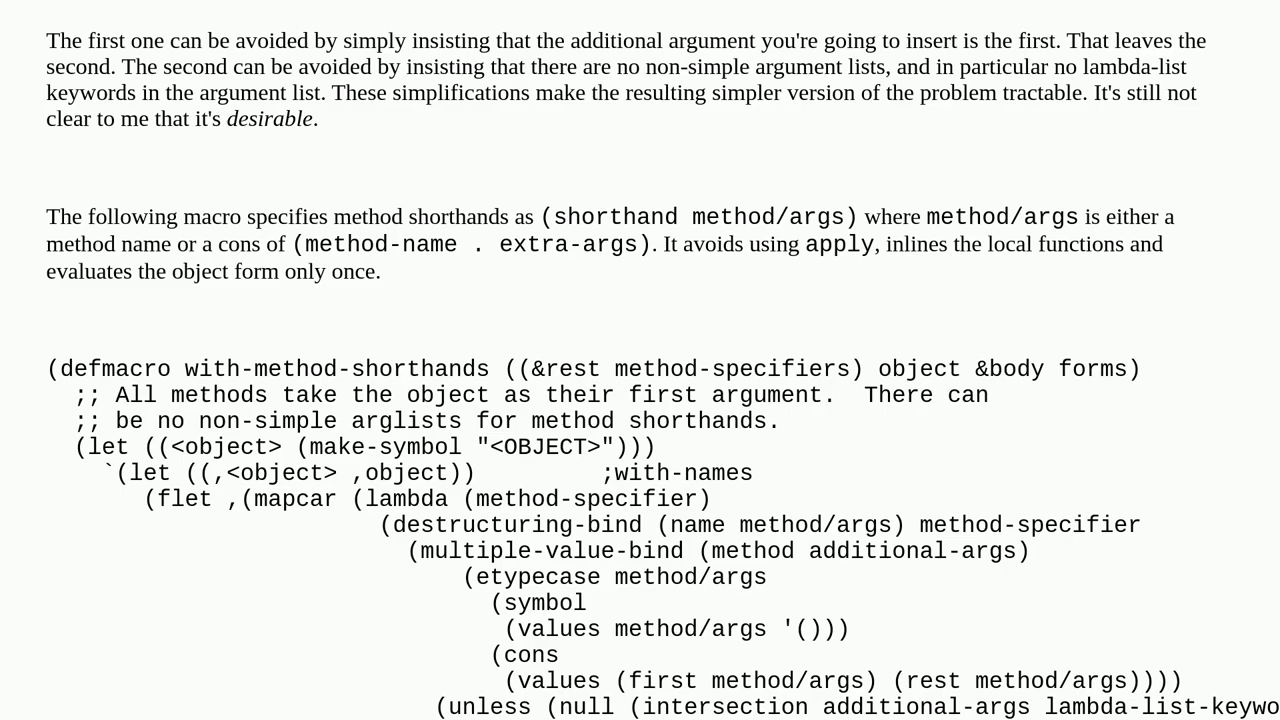 The first one can be avoided by simply insisting that the additional argument you're going to insert is the first. That leaves the
second. The second can be avoided by insisting that there are no non-simple argument lists, and in particular no lambda-list
keywords in the argument list. These simplifications make the resulting simpler version of the problem tractable. It's still not
clear to me that it's desirable.
The following macro specifies method shorthands as (shorthand method/args) where method/args is either a
method name or a cons of (method-name . extra-args). It avoids using apply, inlines the local functions and
evaluates the object form only once.
(defmacro with-method-shorthands ((&rest method-specifiers) object &body forms)
  ;; All methods take the object as their first argument.  There can
  ;; be no non-simple arglists for method shorthands.
  (let ((<object> (make-symbol "<OBJECT>")))
    `(let ((,<object> ,object))         ;with-names
       (flet ,(mapcar (lambda (method-specifier)
                        (destructuring-bind (name method/args) method-specifier
                          (multiple-value-bind (method additional-args)
                              (etypecase method/args
                                (symbol
                                 (values method/args '()))
                                (cons
                                 (values (first method/args) (rest method/args))))
                            (unless (null (intersection additional-args lambda-list-keywo